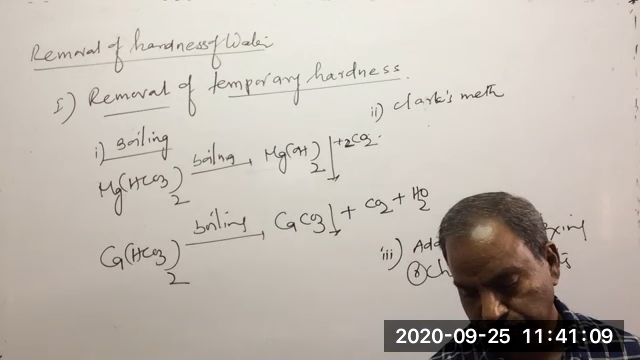 Removal of hardness of Water
I) Removal of temporary hardness.
i) Boiling
Mg(HCO3)2 boiling → Mg(OH)2↓ + 2CO2.
Ca(HCO3)2 boiling → CaCO3↓ + CO2 + H2O
ii) Clark's meth
iii) Ad
2020-09-25 11:41:09